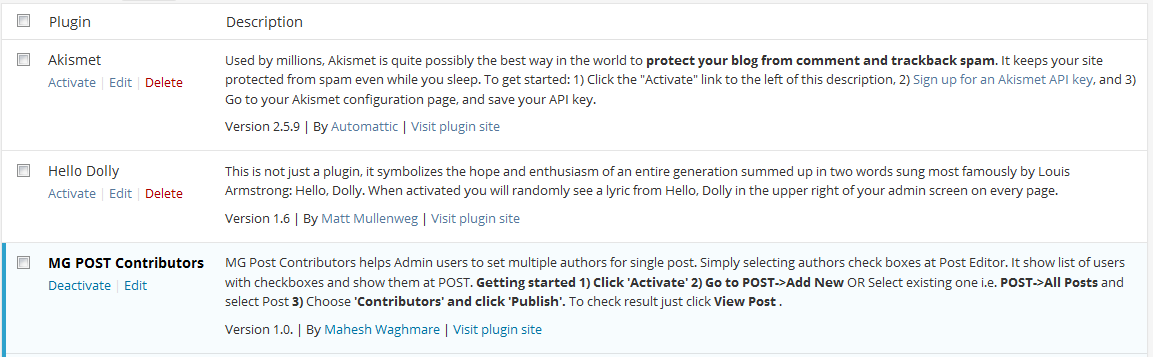 Plugin Description
Akismet
Activate | Edit | Delete
Used by millions, Akismet is quite possibly the best way in the world to protect your blog from comment and trackback spam. It keeps your site
protected from spam even while you sleep. To get started: 1) Click the "Activate" link to the left of this description, 2) Sign up for an Akismet API key, and 3)
Go to your Akismet configuration page, and save your API key.
Version 2.5.9 | By Automattic | Visit plugin site
Hello Dolly
Activate | Edit | Delete
This is not just a plugin, it symbolizes the hope and enthusiasm of an entire generation summed up in two words sung most famously by Louis
Armstrong: Hello, Dolly. When activated you will randomly see a lyric from Hello, Dolly in the upper right of your admin screen on every page.
Version 1.6 | By Matt Mullenweg | Visit plugin site
MG POST Contributors
Deactivate | Edit
MG Post Contributors helps Admin users to set multiple authors for single post. Simply selecting authors check boxes at Post Editor. It show list of users
with checkboxes and show them at POST. Getting started 1) Click 'Activate' 2) Go to POST->Add New OR Select existing one i.e. POST->All Posts and
select Post 3) Choose 'Contributors' and click 'Publish'. To check result just click View Post .
Version 1.0. | By Mahesh Waghmare | Visit plugin site